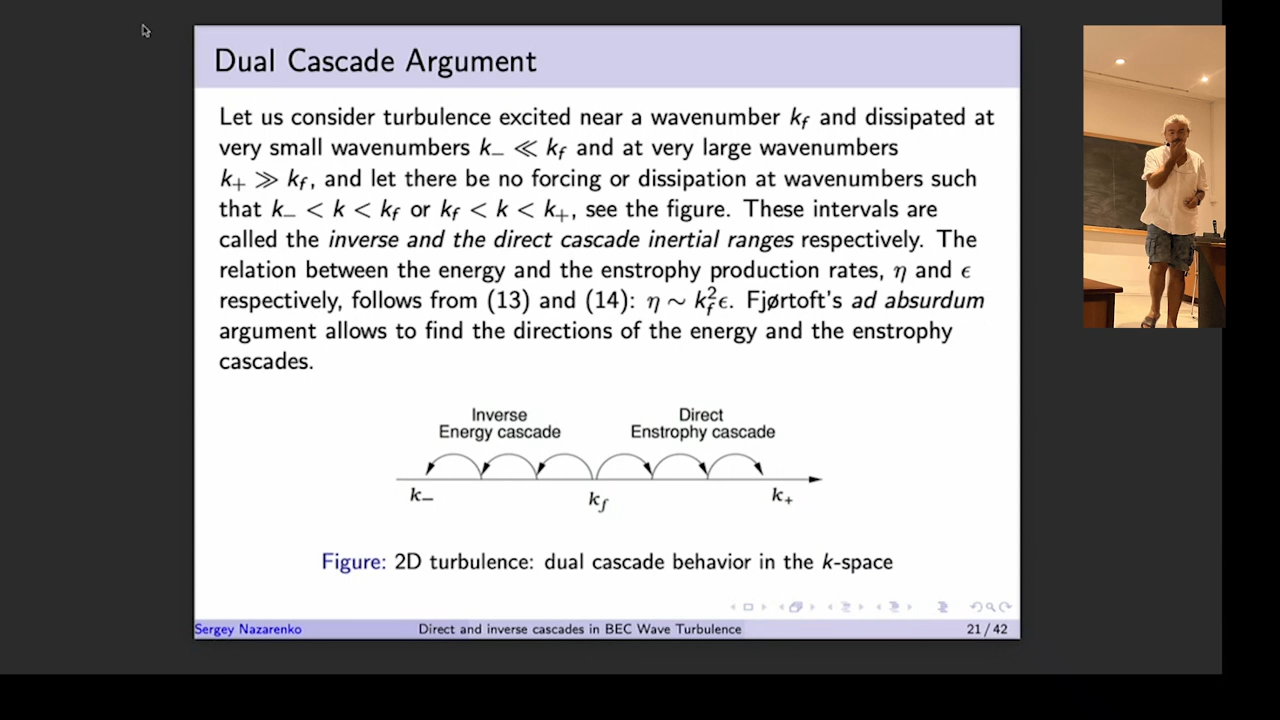 Dual Cascade Argument
Let us consider turbulence excited near a wavenumber k_f and dissipated at
very small wavenumbers k_− ≪ k_f and at very large wavenumbers
k_+ ≫ k_f, and let there be no forcing or dissipation at wavenumbers such
that k_− < k < k_f or k_f < k < k_+, see the figure. These intervals are
called the inverse and the direct cascade inertial ranges respectively. The
relation between the energy and the enstrophy production rates, η and ϵ
respectively, follows from (13) and (14): η ∼ k_f^2 ϵ. Fjørtoft's ad absurdum
argument allows to find the directions of the energy and the enstrophy
cascades.
Inverse
Energy cascade
Direct
Enstrophy cascade
k_−
k_f
k_+
Figure: 2D turbulence: dual cascade behavior in the k-space
Sergey Nazarenko
Direct and inverse cascades in BEC Wave Turbulence
21 / 42